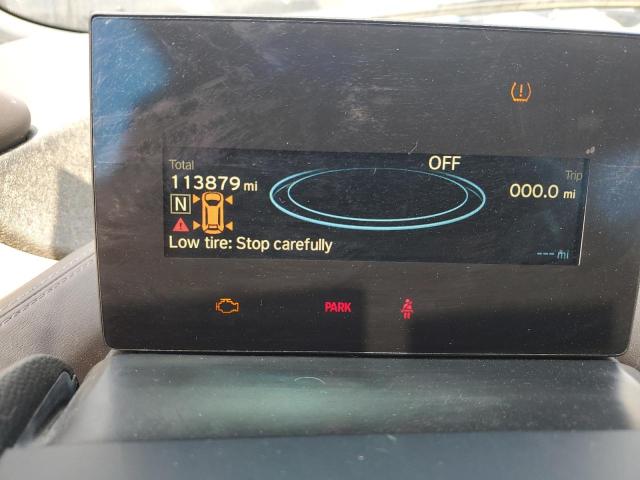 OFF
Total
Trip
113879 mi
000.0 mi
N
Low tire: Stop carefully
--- mi
PARK